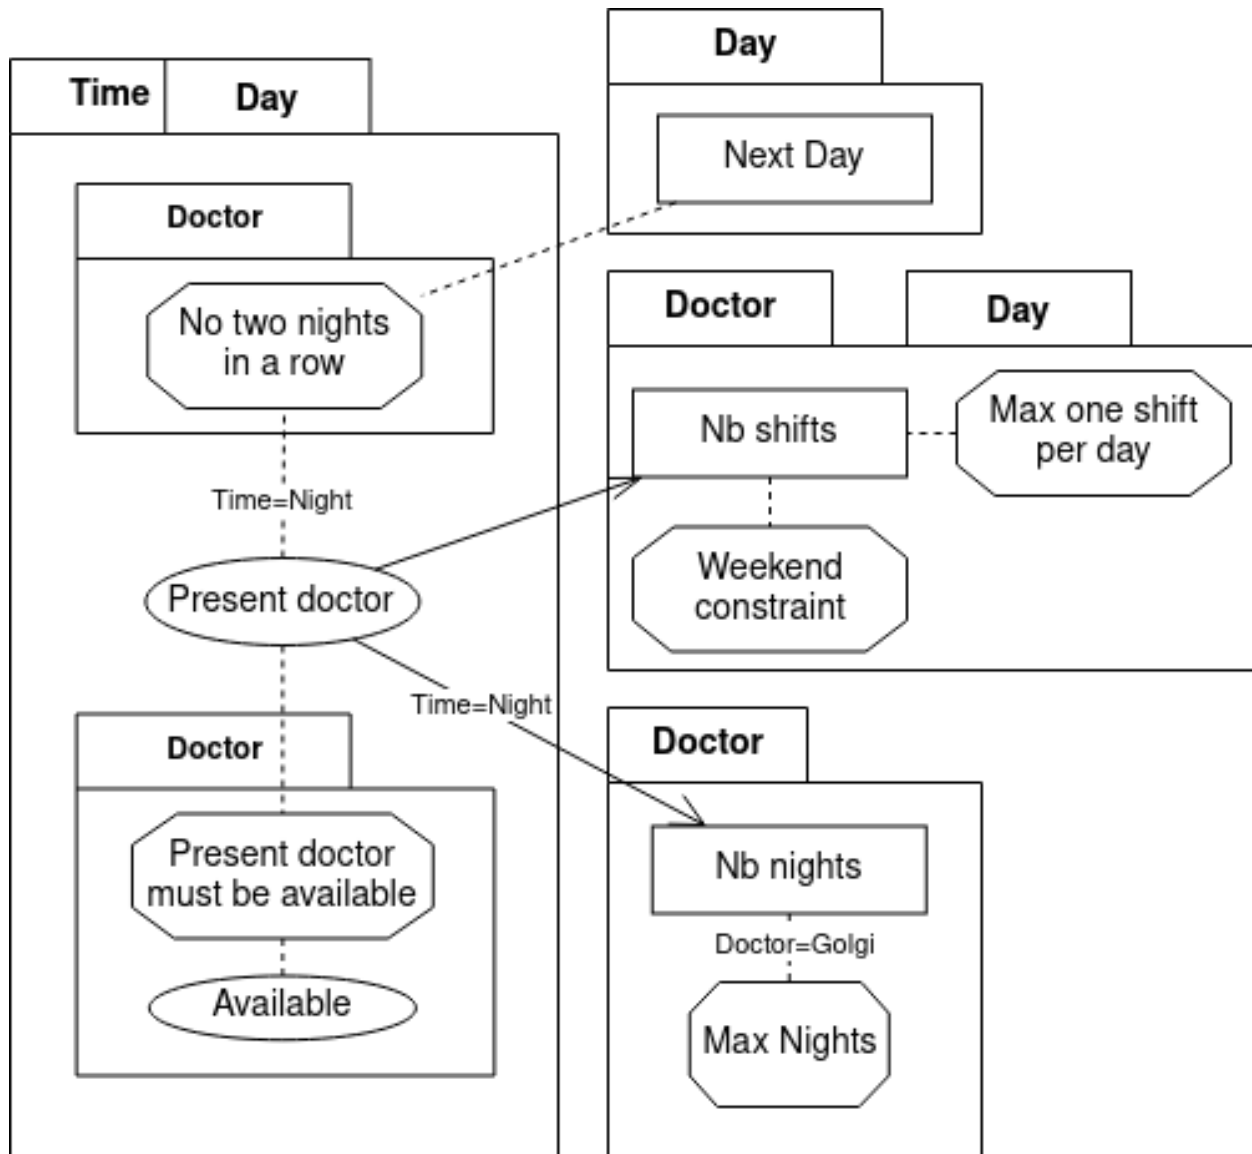 Time
Day
Doctor
No two nights
in a row
Time=Night
Present doctor
Time=Night
Doctor
Present doctor
must be available
Available
Day
Next Day
Doctor
Day
Nb shifts
Max one shift
per day
Weekend
constraint
Doctor
Nb nights
Doctor=Golgi
Max Nights